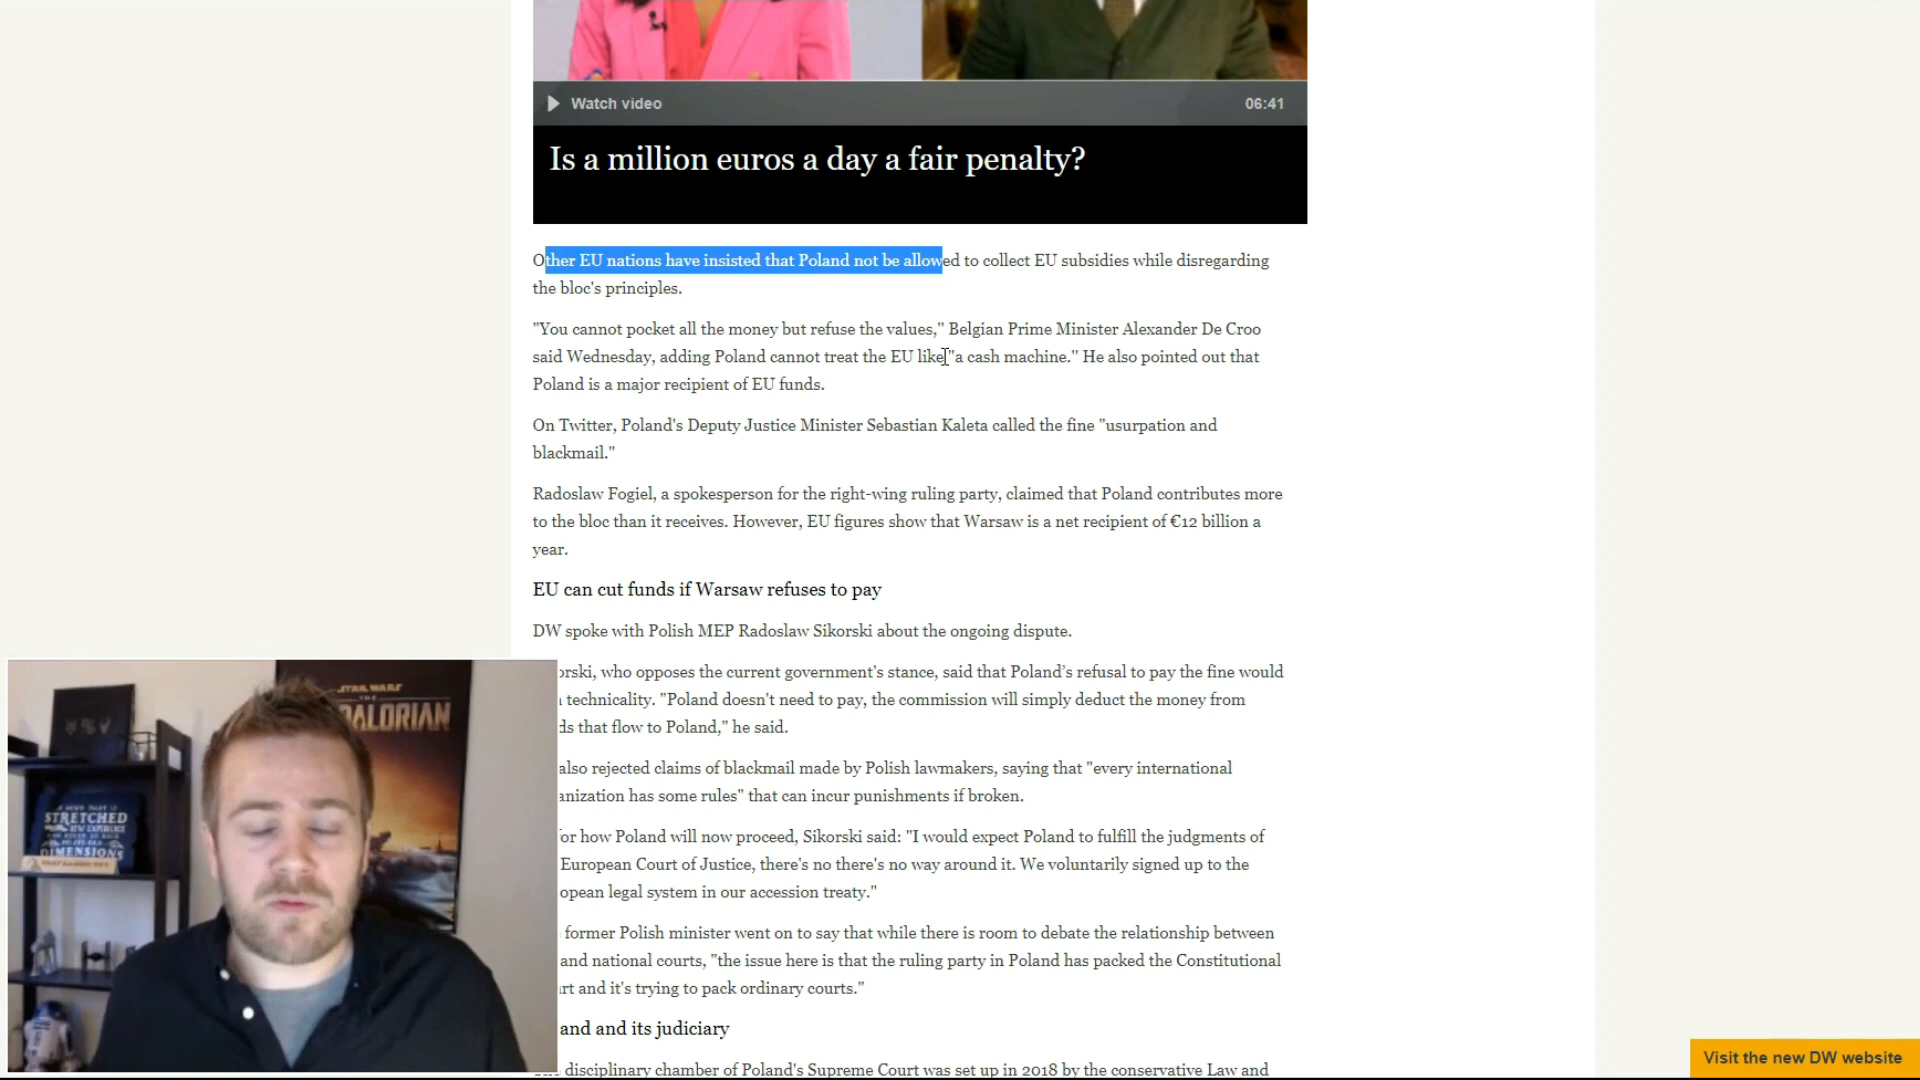 Watch video
06:41
Is a million euros a day a fair penalty?
Other EU nations have insisted that Poland not be allowed to collect EU subsidies while disregarding
the bloc's principles.
"You cannot pocket all the money but refuse the values," Belgian Prime Minister Alexander De Croo
said Wednesday, adding Poland cannot treat the EU like "a cash machine." He also pointed out that
Poland is a major recipient of EU funds.
On Twitter, Poland's Deputy Justice Minister Sebastian Kaleta called the fine "usurpation and
blackmail."
Radoslaw Fogiel, a spokesperson for the right-wing ruling party, claimed that Poland contributes more
to the bloc than it receives. However, EU figures show that Warsaw is a net recipient of €12 billion a
year.
EU can cut funds if Warsaw refuses to pay
DW spoke with Polish MEP Radoslaw Sikorski about the ongoing dispute.
orski, who opposes the current government's stance, said that Poland's refusal to pay the fine would
technicality. "Poland doesn't need to pay, the commission will simply deduct the money from
ds that flow to Poland," he said.
also rejected claims of blackmail made by Polish lawmakers, saying that "every international
anization has some rules" that can incur punishments if broken.
or how Poland will now proceed, Sikorski said: "I would expect Poland to fulfill the judgments of
European Court of Justice, there's no there's no way around it. We voluntarily signed up to the
opean legal system in our accession treaty."
former Polish minister went on to say that while there is room to debate the relationship between
and national courts, "the issue here is that the ruling party in Poland has packed the Constitutional
rt and it's trying to pack ordinary courts."
and and its judiciary
disciplinary chamber of Poland's Supreme Court was set up in 2018 by the conservative Law and
STAR WARS
THE
ALORIAN
STRETCHED
DIMENSIONS
Visit the new DW website